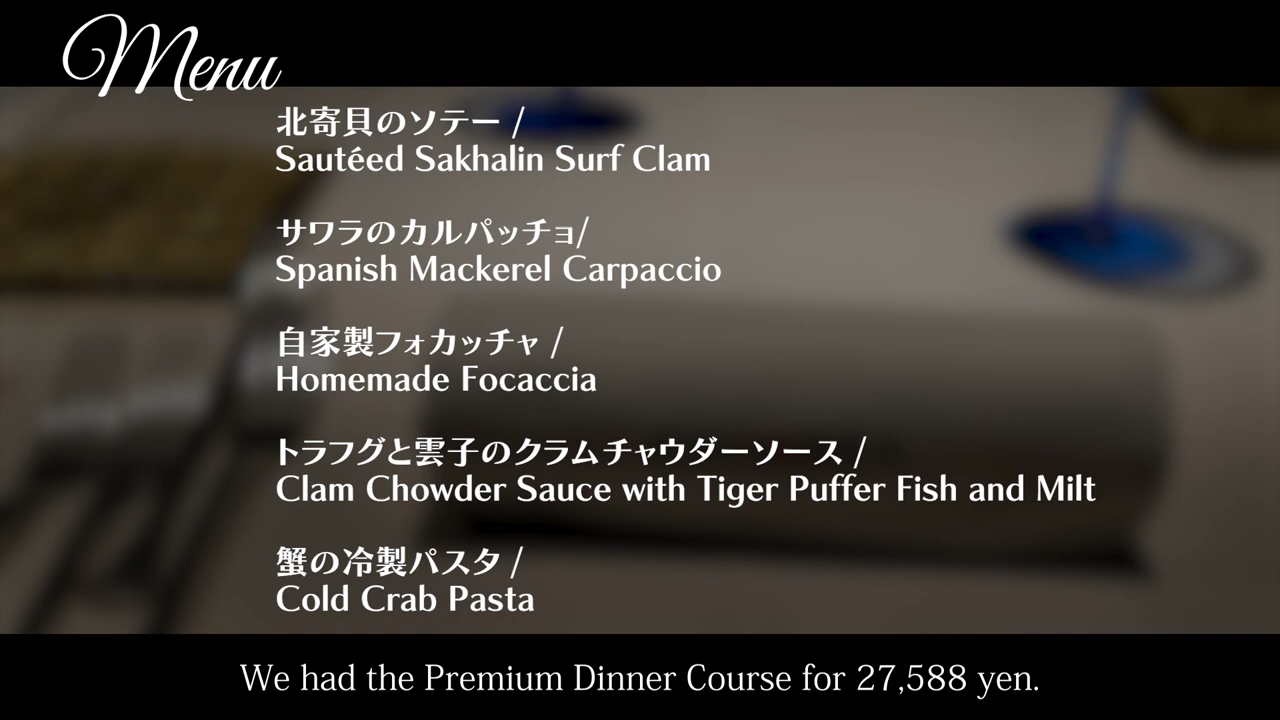 Menu
北寄貝のソテー /
Sautéed Sakhalin Surf Clam
サワラのカルパッチョ/
Spanish Mackerel Carpaccio
自家製フォカッチャ /
Homemade Focaccia
トラフグと雲子のクラムチャウダーソース /
Clam Chowder Sauce with Tiger Puffer Fish and Milt
蟹の冷製パスタ /
Cold Crab Pasta
We had the Premium Dinner Course for 27,588 yen.